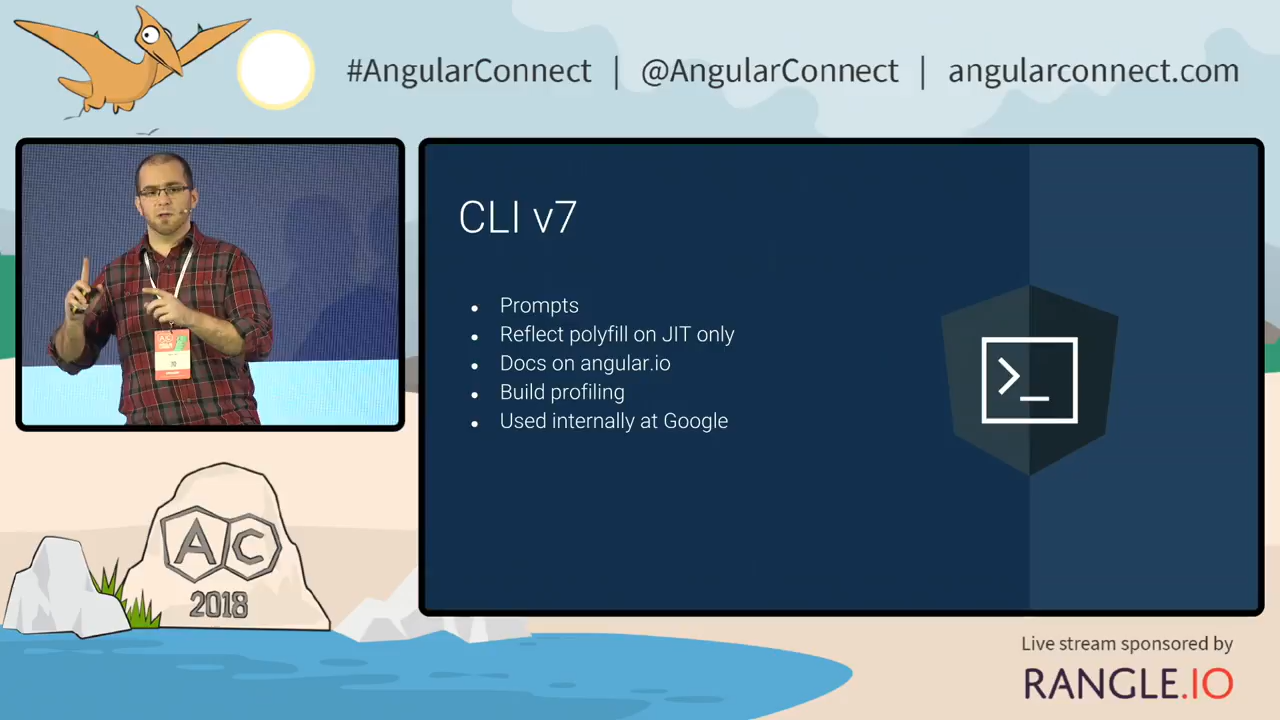 #AngularConnect | @AngularConnect | angularconnect.com
CLI v7
• Prompts
• Reflect polyfill on JIT only
• Docs on angular.io
• Build profiling
• Used internally at Google
>_
AC
2018
Live stream sponsored by
RANGLE.IO